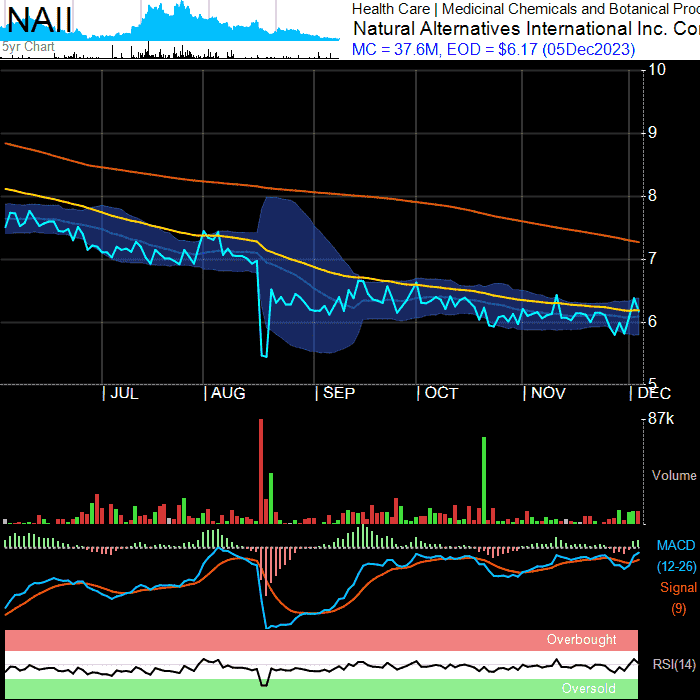 NAII
5yr Chart
Health Care | Medicinal Chemicals and Botanical Proc
Natural Alternatives International Inc. Cor
MC = 37.6M, EOD = $6.17 (05Dec2023)
10
9
8
7
6
5
JUL AUG SEP OCT NOV DEC
87k
Volume
MACD
(12-26)
Signal
(9)
Overbought
RSI(14)
Oversold